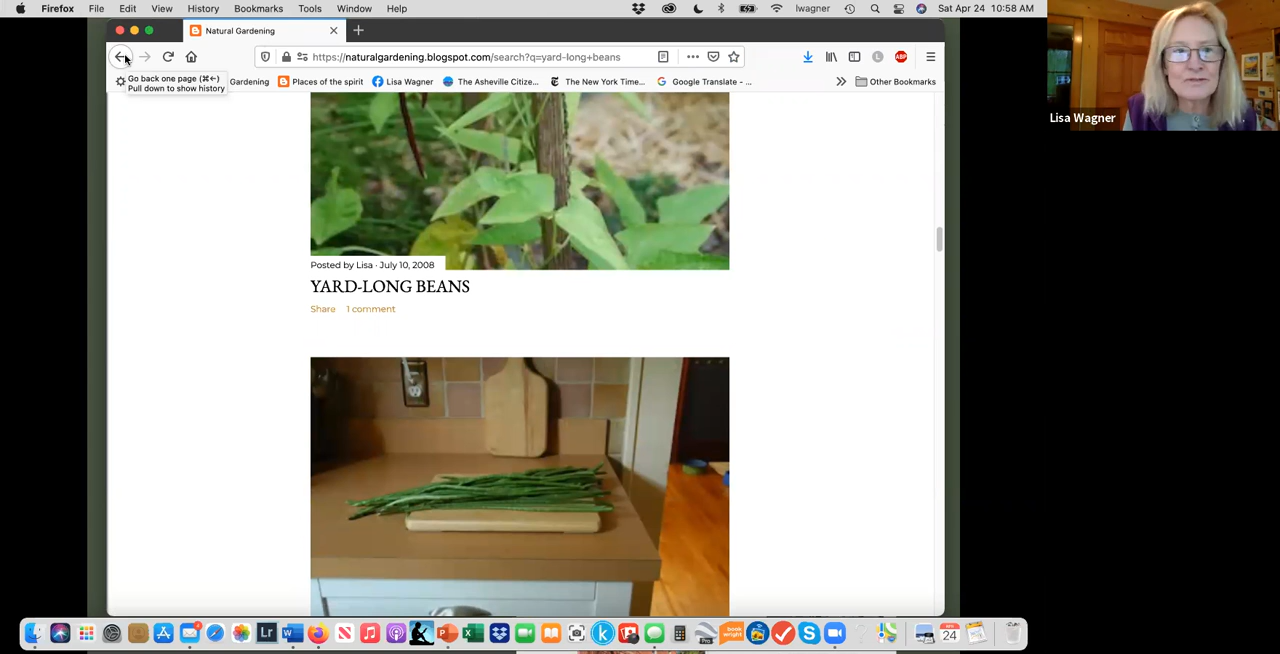 Firefox File Edit View History Bookmarks Tools Window Help lwagner Sat Apr 24 10:58 AM
Natural Gardening
https://naturalgardening.blogspot.com/search?q=yard-long+beans
L ABP
Gardening Places of the spirit Lisa Wagner The Asheville Citize... The New York Time... Google Translate - ... Other Bookmarks
Go back one page (⌘←)
Pull down to show history
Lisa Wagner
Posted by Lisa · July 10, 2008
YARD-LONG BEANS
Share 1 comment
24